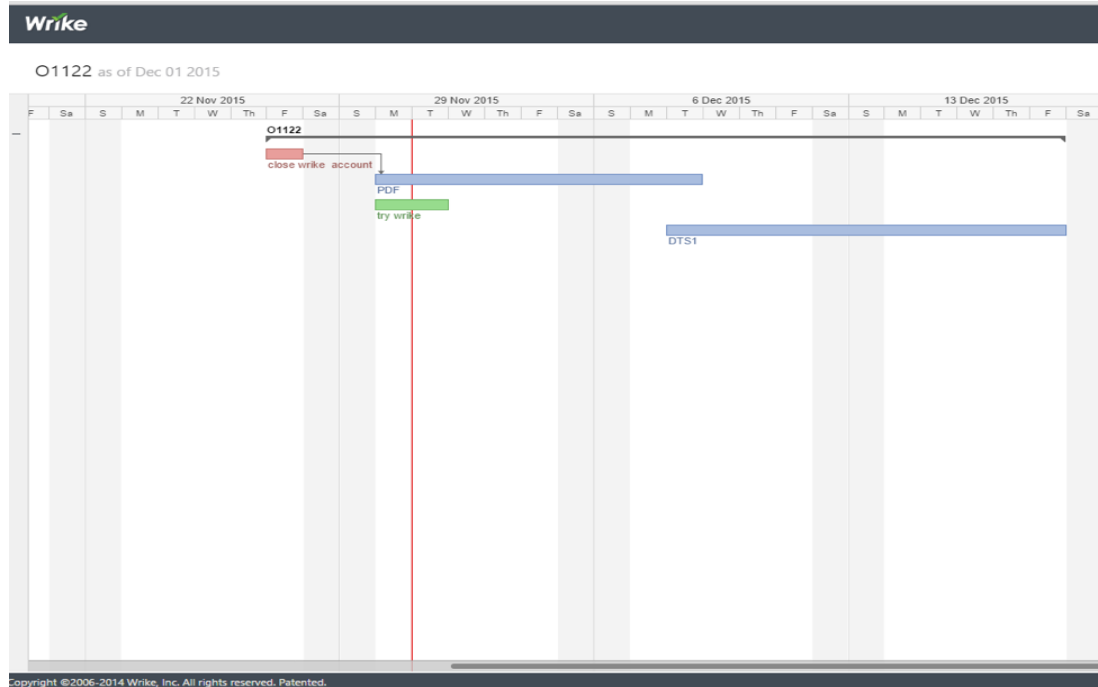 Wrike
O1122 as of Dec 01 2015
22 Nov 2015 29 Nov 2015 6 Dec 2015 13 Dec 2015
F Sa S M T W Th F Sa S M T W Th F Sa S M T W Th F Sa S M T W Th F Sa
O1122
close wrike account
PDF
try wrike
DTS1
Copyright ©2006-2014 Wrike, Inc. All rights reserved. Patented.